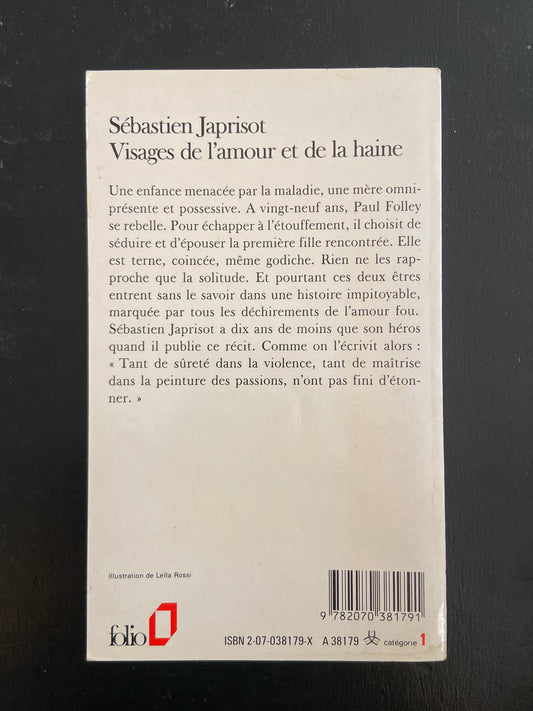 Sébastien Japrisot
Visages de l'amour et de la haine
Une enfance menacée par la maladie, une mère omni-
présente et possessive. A vingt-neuf ans, Paul Folley
se rebelle. Pour échapper à l'étouffement, il choisit de
séduire et d'épouser la première fille rencontrée. Elle
est terne, coincée, même godiche. Rien ne les rap-
proche que la solitude. Et pourtant ces deux êtres
entrent sans le savoir dans une histoire impitoyable,
marquée par tous les déchirements de l'amour fou.
Sébastien Japrisot a dix ans de moins que son héros
quand il publie ce récit. Comme on l'écrivit alors :
« Tant de sûreté dans la violence, tant de maîtrise
dans la peinture des passions, n'ont pas fini d'éton-
ner. »
Illustration de Lella Rossi
9 782070 381791
folio
ISBN 2-07-038179-X A 38179 catégorie 1